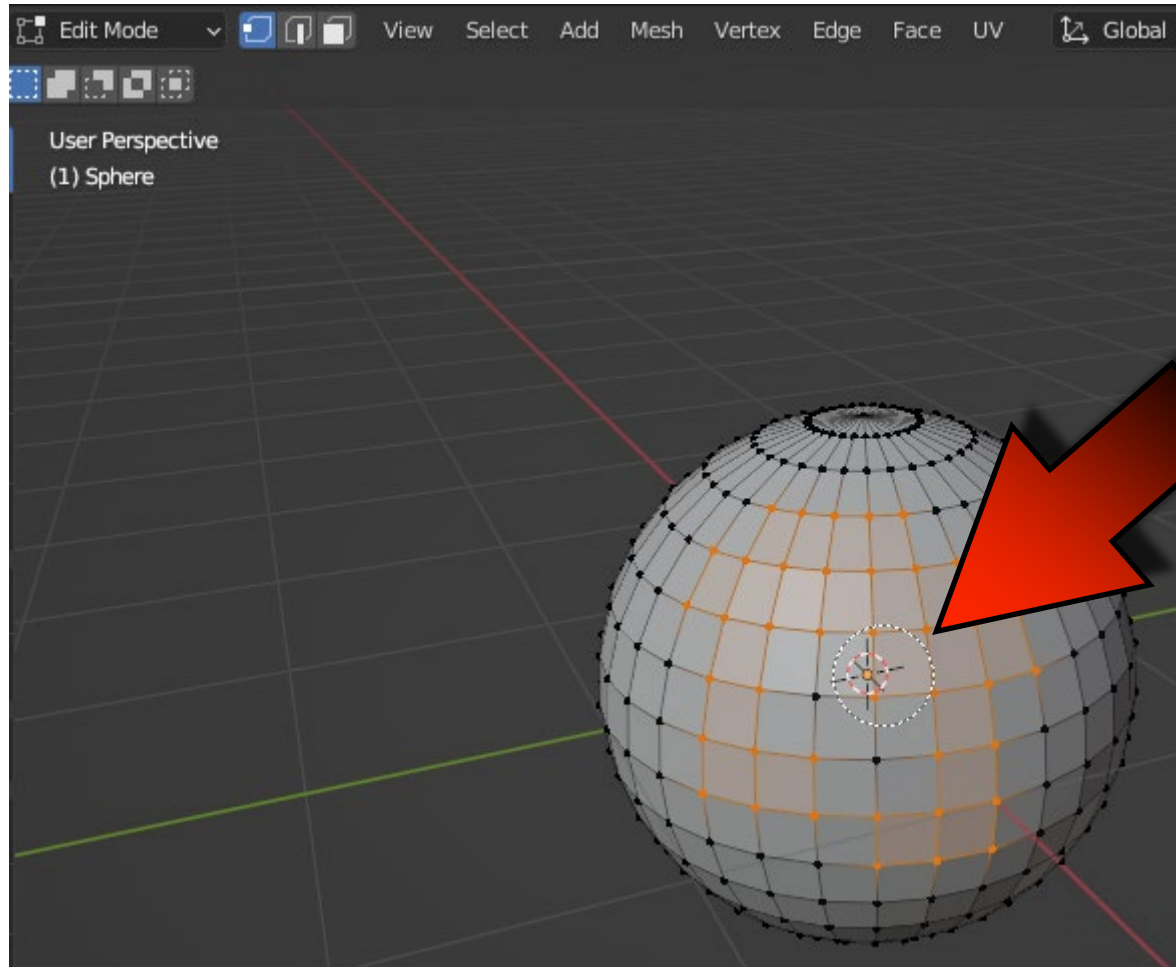 Edit Mode View Select Add Mesh Vertex Edge Face UV Global
User Perspective
(1) Sphere